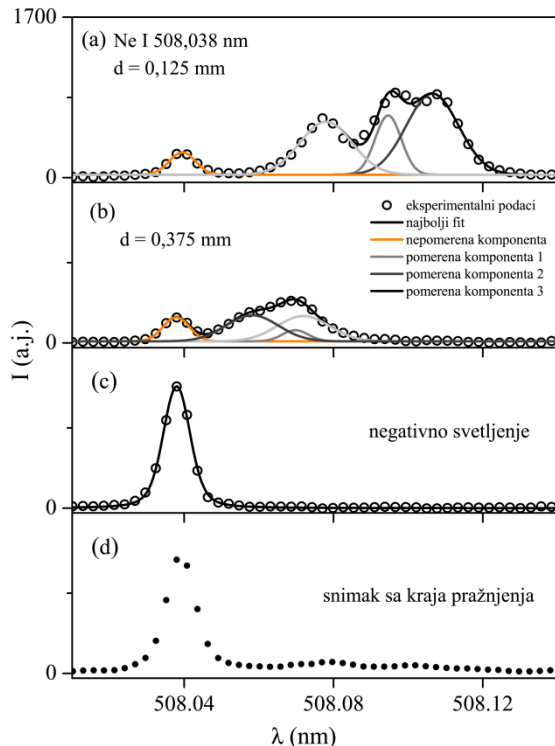 1700
(a) Ne I 508,038 nm
d = 0,125 mm
0
(b)
d = 0,375 mm
eksperimentalni podaci
najbolji fit
nepomerena komponenta
pomerena komponenta 1
pomerena komponenta 2
pomerena komponenta 3
0
I (a.j.)
(c)
negativno svetljenje
0
(d)
snimak sa kraja pražnjenja
0
508.04 508.08 508.12
λ (nm)